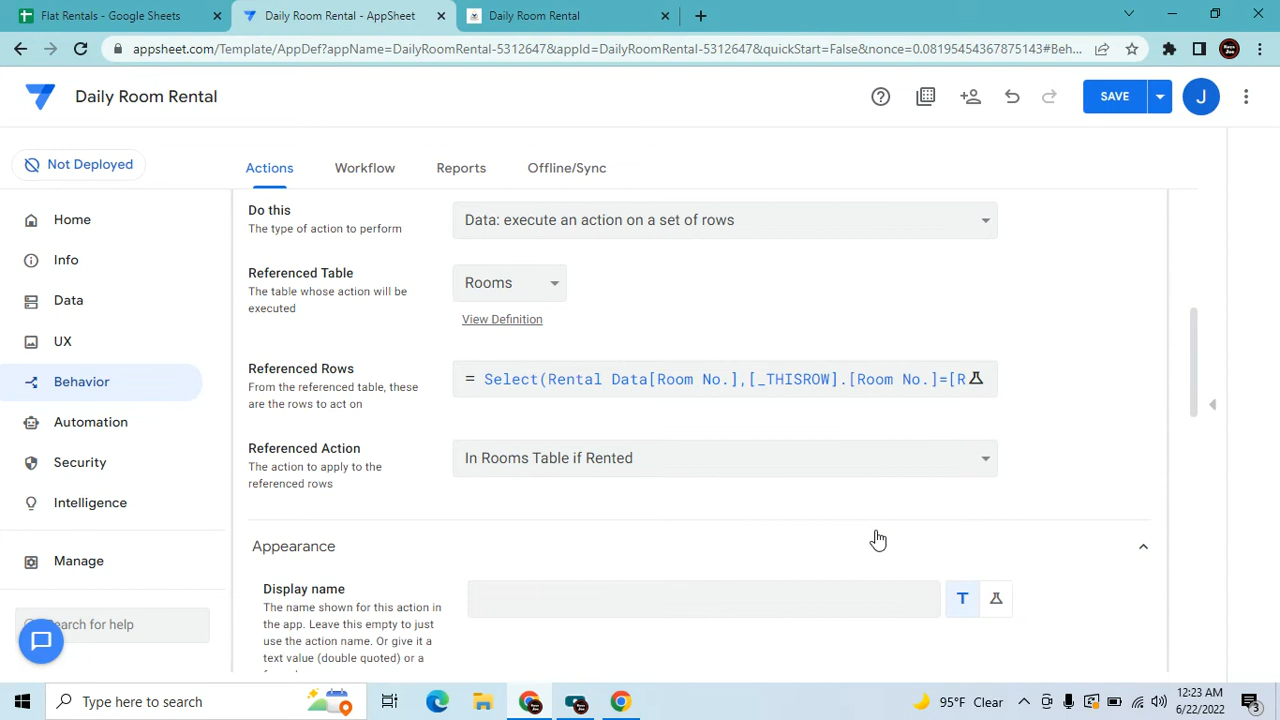 Flat Rentals - Google Sheets
Daily Room Rental - AppSheet
Daily Room Rental
appsheet.com/Template/AppDef?appName=DailyRoomRental-5312647&appId=DailyRoomRental-5312647&quickStart=False&nonce=0.08195454367875143#Beh...
Daily Room Rental
SAVE
J
Not Deployed
Actions
Workflow
Reports
Offline/Sync
Home
Info
Data
UX
Behavior
Automation
Security
Intelligence
Manage
Search for help
Do this
The type of action to perform
Data: execute an action on a set of rows
Referenced Table
The table whose action will be
executed
Rooms
View Definition
Referenced Rows
From the referenced table, these
are the rows to act on
= Select(Rental Data[Room No.],[_THISROW].[Room No.]=[R
Referenced Action
The action to apply to the
referenced rows
In Rooms Table if Rented
Appearance
Display name
The name shown for this action in
the app. Leave this empty to just
use the action name. Or give it a
text value (double quoted) or a
T
Type here to search
95°F Clear
12:23 AM
6/22/2022
3